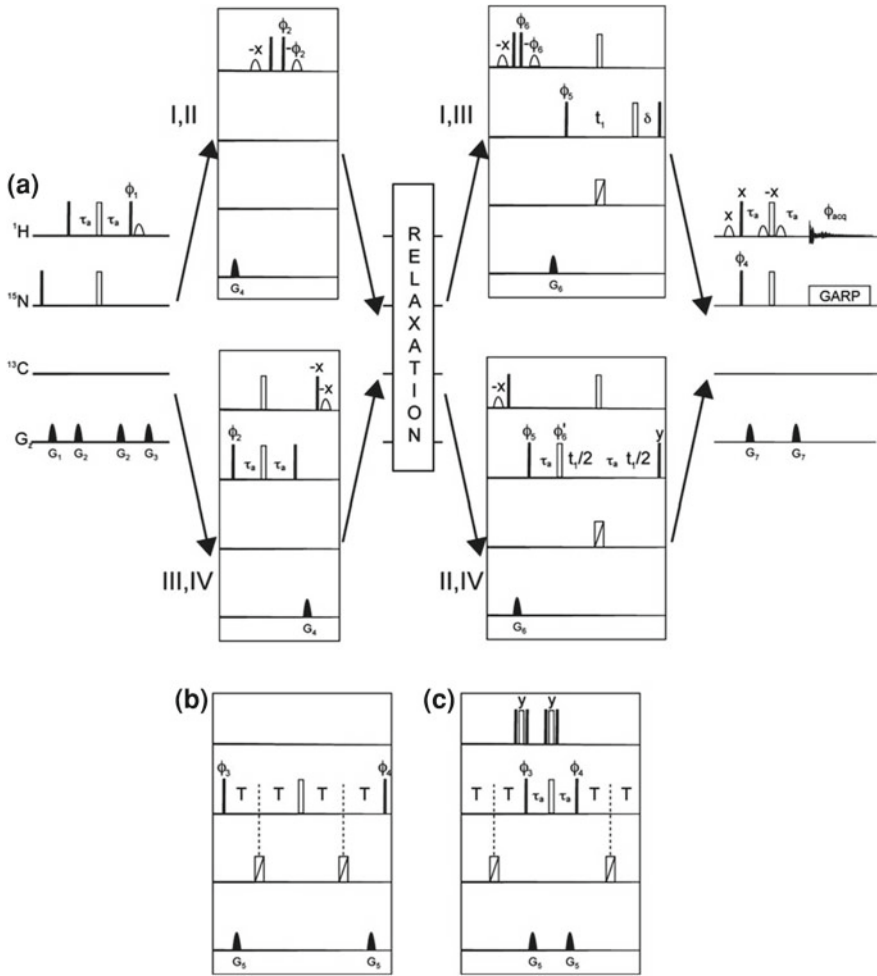 ϕ2
-x -ϕ2
I,II
G4
ϕ6
-x -ϕ6
I,III
ϕ5 t1 δ
G6
(a)
ϕ1
τa τa
1H
15N
13C
Gz
G1 G2 G2 G3
RELAXATION
x -x
x τa τa ϕacq
ϕ4
GARP
G7 G7
-x
-x
ϕ2
τa τa
III,IV
G4
-x
ϕ5 ϕ6' y
τa t1/2 τa t1/2
II,IV
G6
(b)
ϕ3 ϕ4
T T T T
G5 G5
(c)
y y
ϕ3 ϕ4
T T τa τa T T
G5 G5